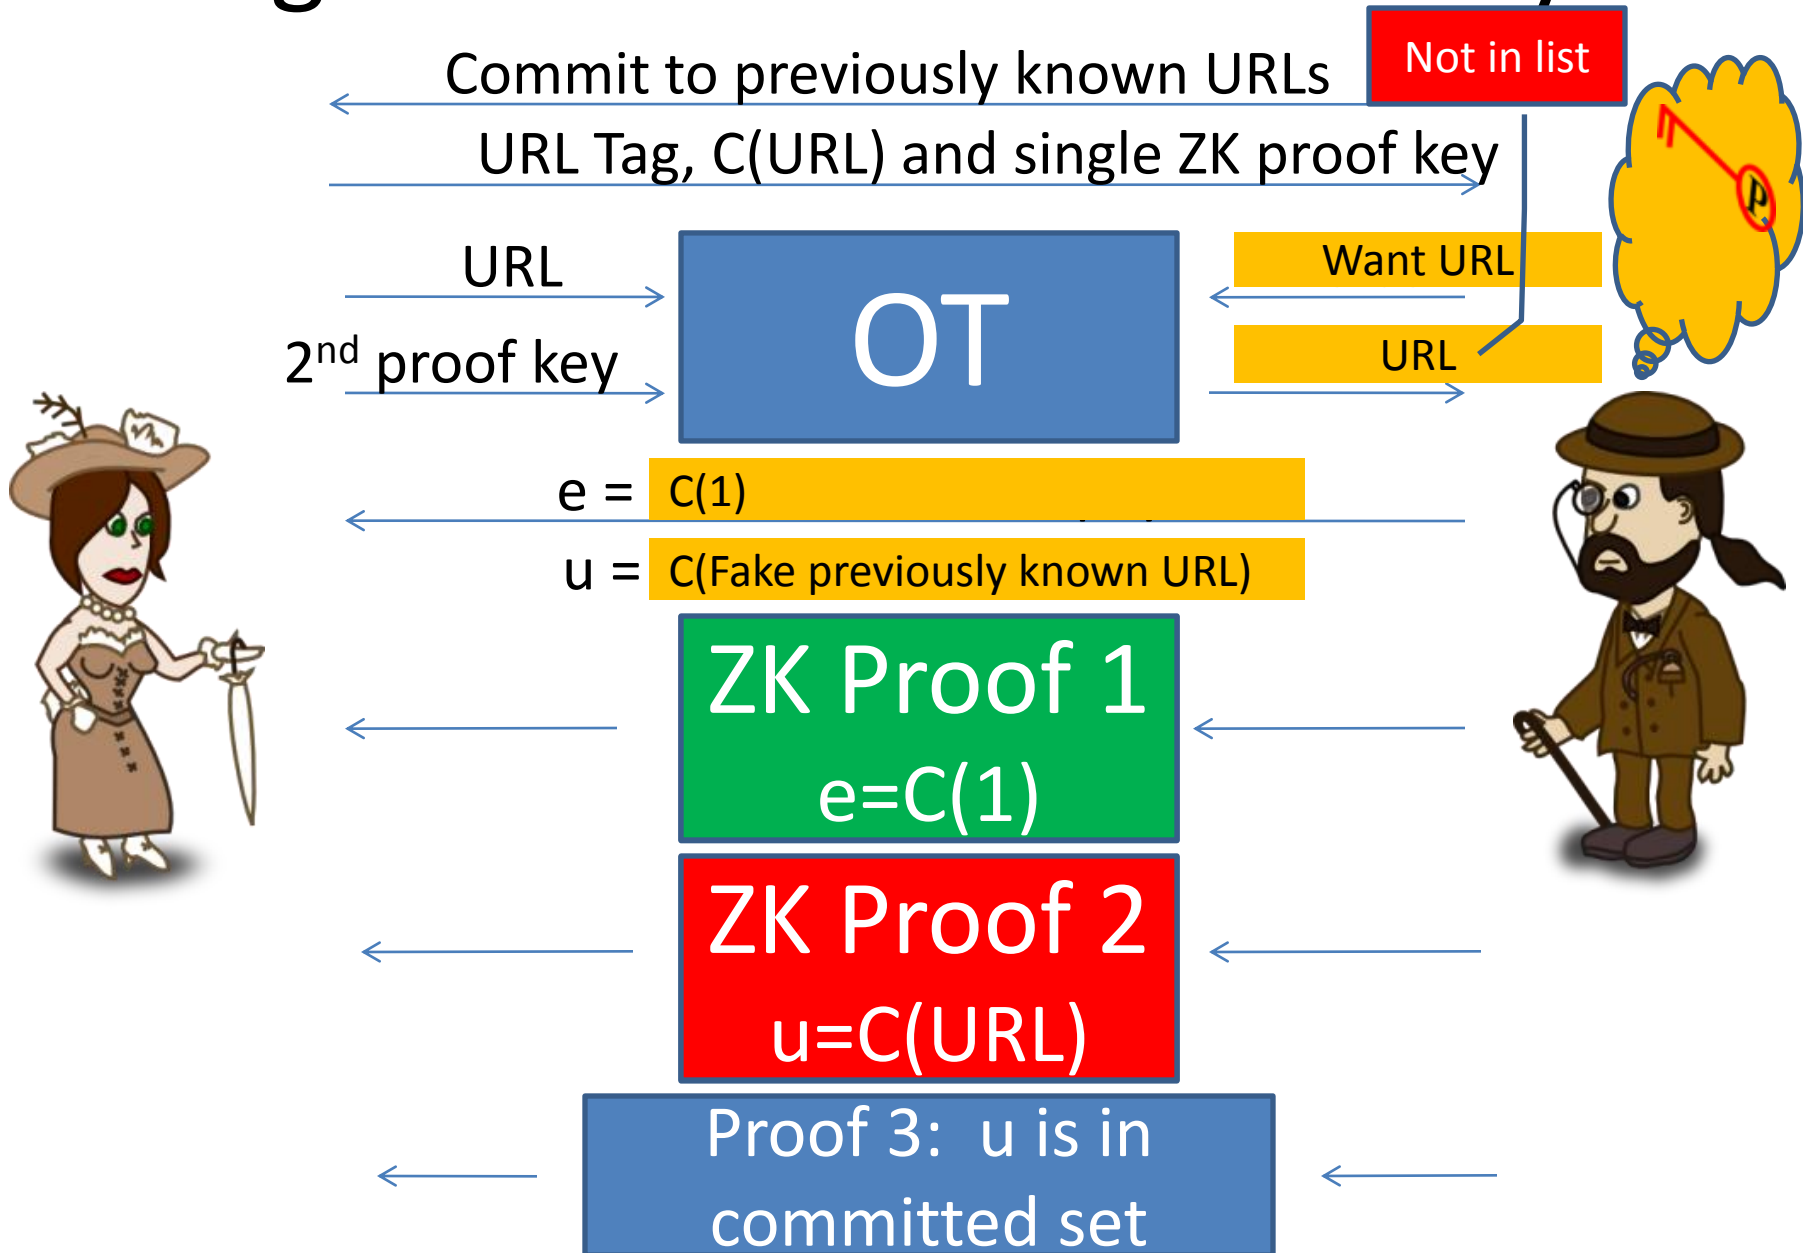 Not in list
Commit to previously known URLs
URL Tag, C(URL) and single ZK proof key
P
URL
OT
Want URL
2nd proof key
URL
e = C(1)
u = C(Fake previously known URL)
ZK Proof 1
e=C(1)
ZK Proof 2
u=C(URL)
Proof 3: u is in
committed set